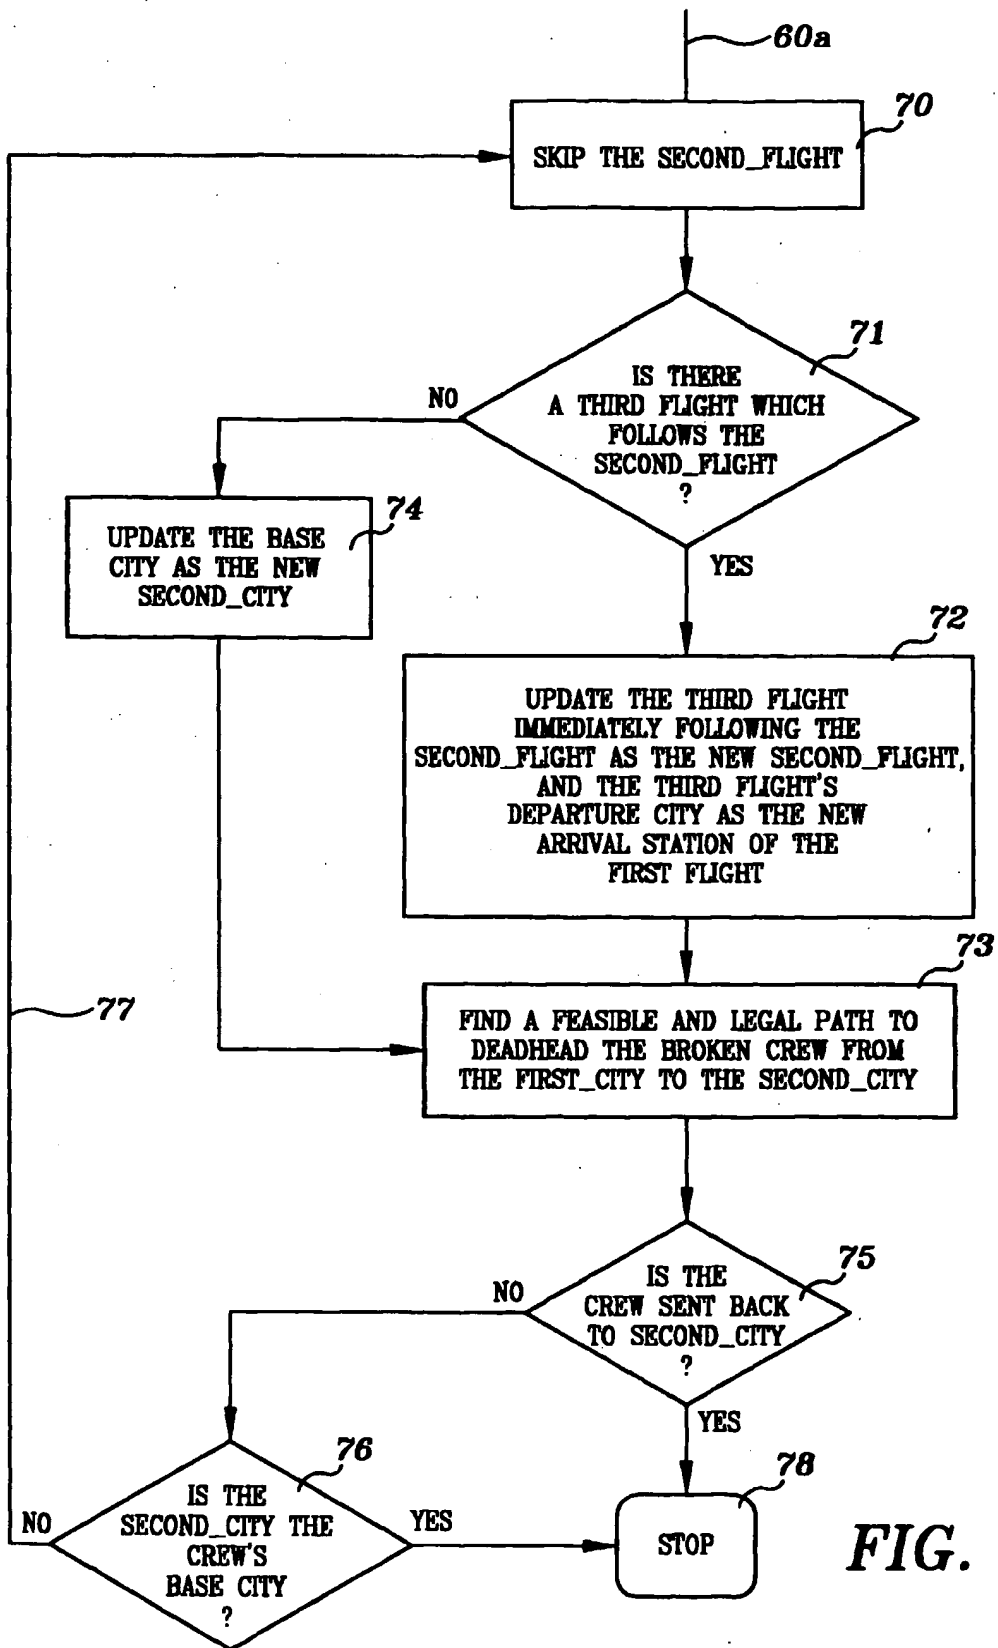 60a
70
SKIP THE SECOND_FLIGHT
71
IS THERE
A THIRD FLIGHT WHICH
FOLLOWS THE
SECOND_FLIGHT
?
NO
YES
74
UPDATE THE BASE
CITY AS THE NEW
SECOND_CITY
72
UPDATE THE THIRD FLIGHT
IMMEDIATELY FOLLOWING THE
SECOND_FLIGHT AS THE NEW SECOND_FLIGHT,
AND THE THIRD FLIGHT'S
DEPARTURE CITY AS THE NEW
ARRIVAL STATION OF THE
FIRST FLIGHT
73
FIND A FEASIBLE AND LEGAL PATH TO
DEADHEAD THE BROKEN CREW FROM
THE FIRST_CITY TO THE SECOND_CITY
77
75
IS THE
CREW SENT BACK
TO SECOND_CITY
?
NO
YES
76
IS THE
SECOND_CITY THE
CREW'S
BASE CITY
?
NO
YES
78
STOP
FIG.